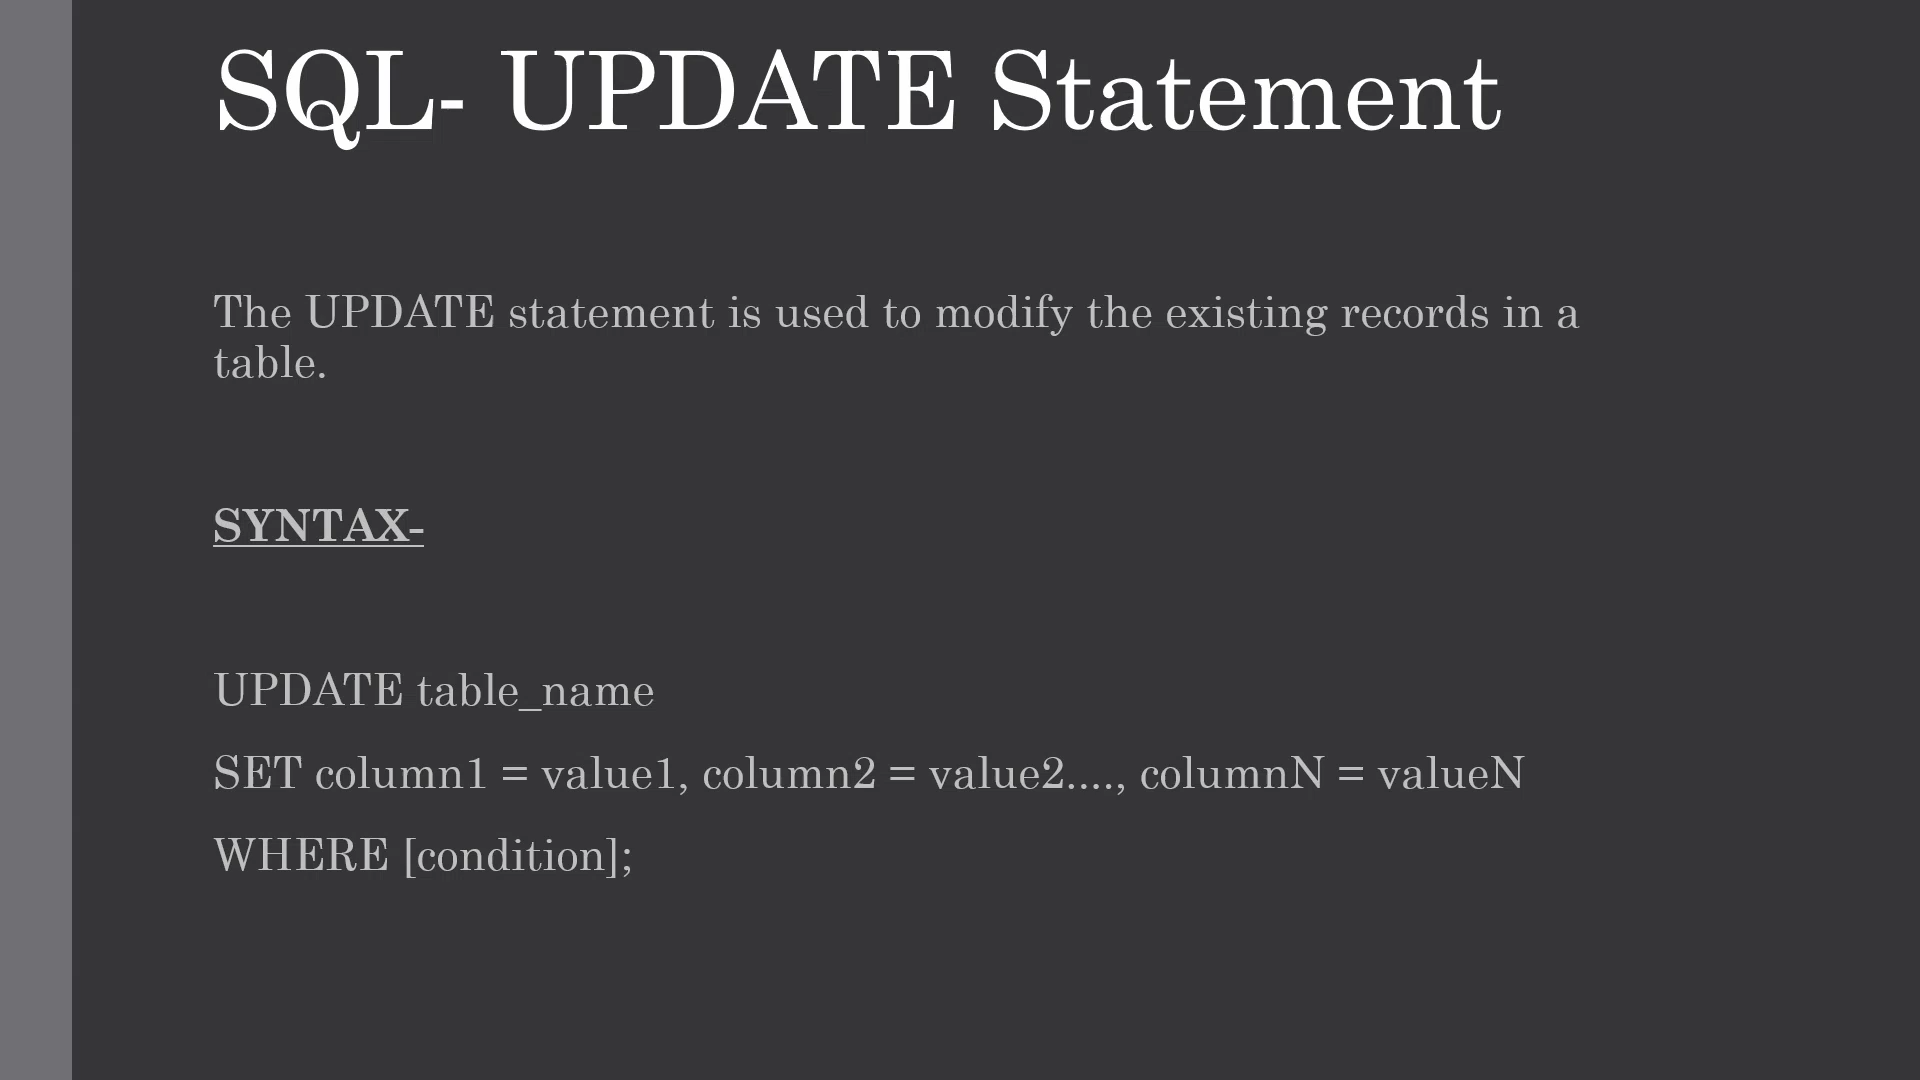 SQL- UPDATE Statement
The UPDATE statement is used to modify the existing records in a
table.
SYNTAX-
UPDATE table_name
SET column1 = value1, column2 = value2...., columnN = valueN
WHERE [condition];